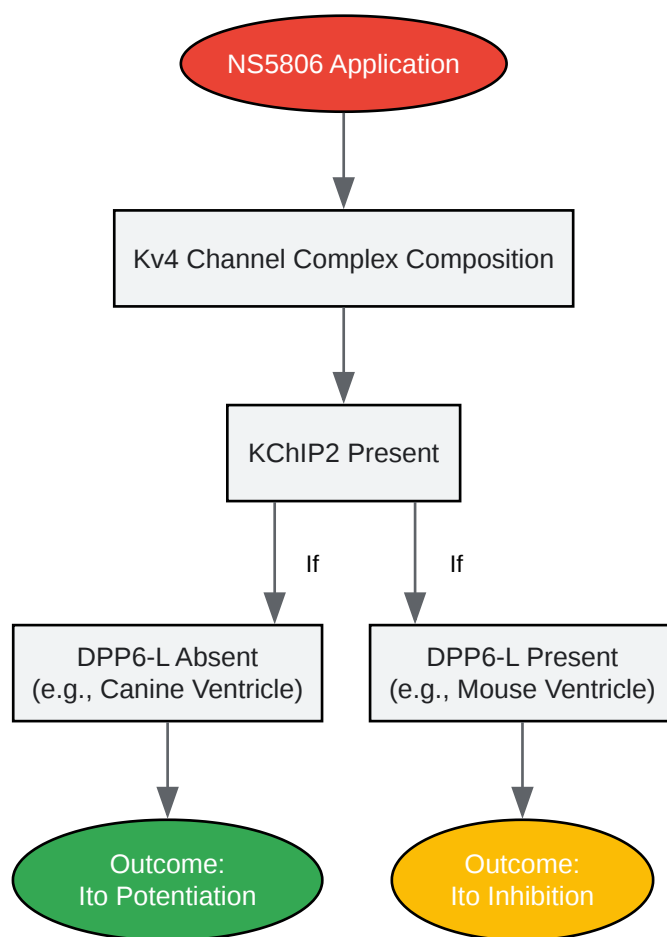 NS5806 Application
Kv4 Channel Complex Composition
KChIP2 Present
If
If
DPP6-L Absent
(e.g., Canine Ventricle)
DPP6-L Present
(e.g., Mouse Ventricle)
Outcome:
Ito Potentiation
Outcome:
Ito Inhibition